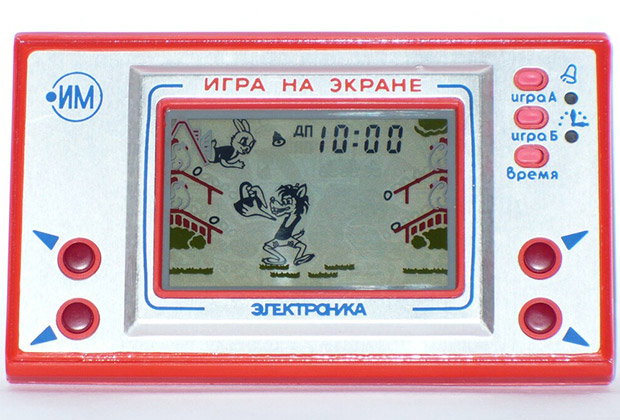 ИМ
ИГРА НА ЭКРАНЕ
ДП 10:00
игра А
игра Б
Время
ЭЛЕКТРОНИКА